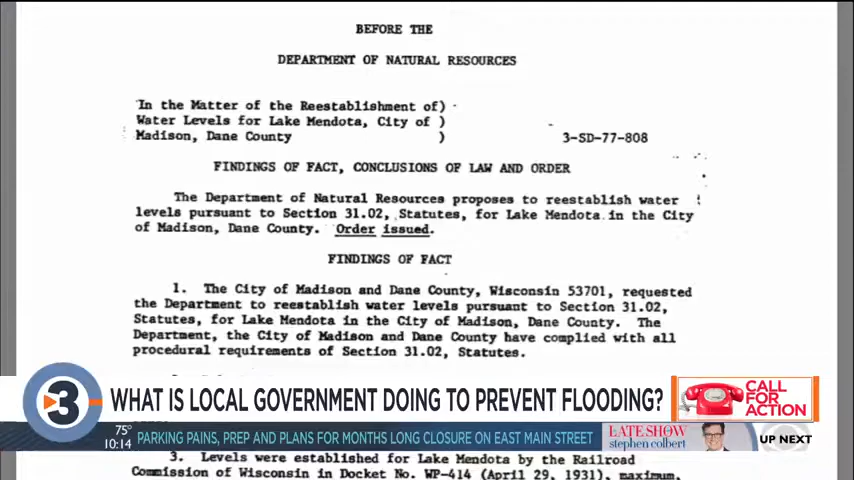 BEFORE THE
DEPARTMENT OF NATURAL RESOURCES
In the Matter of the Reestablishment of)
Water Levels for Lake Mendota, City of )
Madison, Dane County )
3-SD-77-808
FINDINGS OF FACT, CONCLUSIONS OF LAW AND ORDER
The Department of Natural Resources proposes to reestablish water
levels pursuant to Section 31.02, Statutes, for Lake Mendota in the City
of Madison, Dane County. Order issued.
FINDINGS OF FACT
1. The City of Madison and Dane County, Wisconsin 53701, requested
the Department to reestablish water levels pursuant to Section 31.02,
Statutes, for Lake Mendota in the City of Madison, Dane County. The
Department, the City of Madison and Dane County have complied with all
procedural requirements of Section 31.02, Statutes.
3
WHAT IS LOCAL GOVERNMENT DOING TO PREVENT FLOODING?
CALL
FOR
ACTION
75°
10:14
PARKING PAINS, PREP AND PLANS FOR MONTHS LONG CLOSURE ON EAST MAIN STREET
LATE SHOW
stephen colbert
UP NEXT
3. Levels were established for Lake Mendota by the Railroad
Commission of Wisconsin in Docket No. WP-414 (April 29, 1931), maximum,